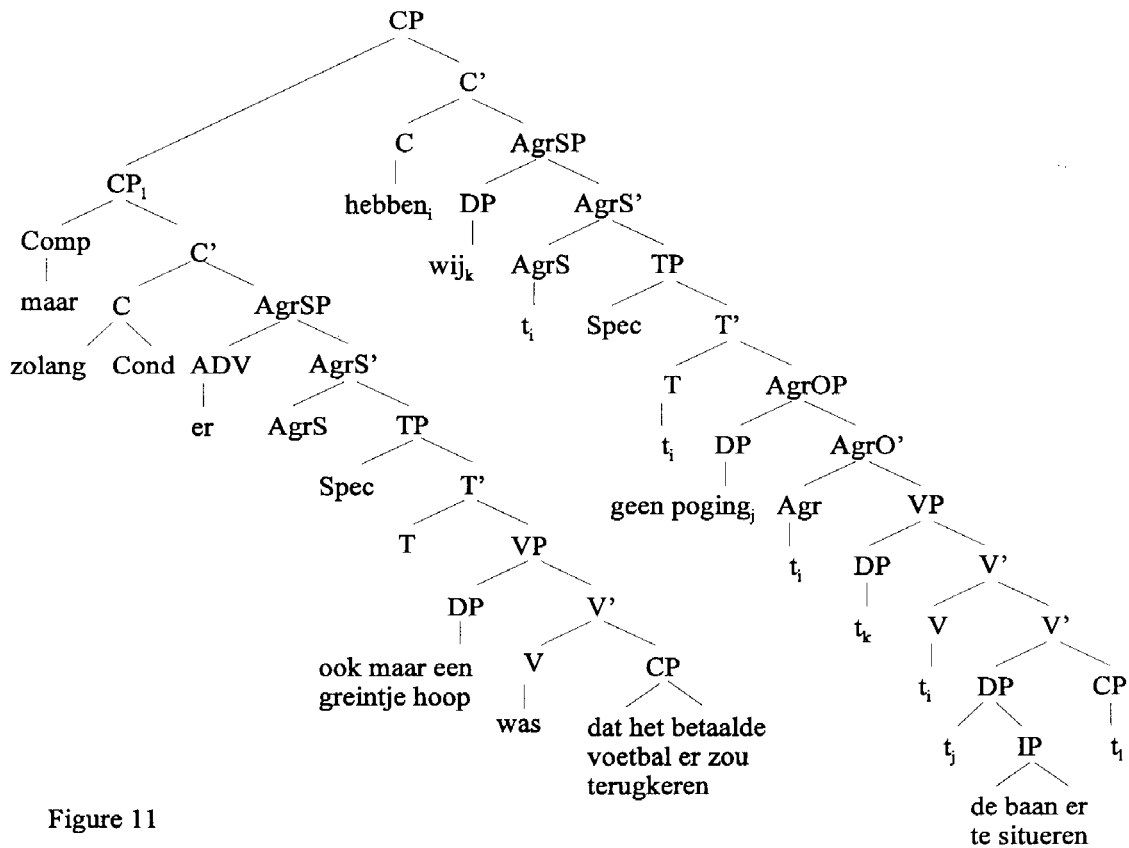 CP
C'
C AgrSP
CP₁ hebbenᵢ DP AgrS'
Comp C' wijₖ AgrS TP
maar C AgrSP tᵢ Spec T'
zolang Cond ADV AgrS' T AgrOP
er AgrS TP tᵢ DP AgrO'
Spec T' geen pogingⱼ Agr VP
T VP tᵢ DP V'
DP V' tₖ V V'
ook maar een V CP tᵢ DP CP
greintje hoop was dat het betaalde tⱼ IP t₁
voetbal er zou
terugkeren de baan er
te situeren
Figure 11